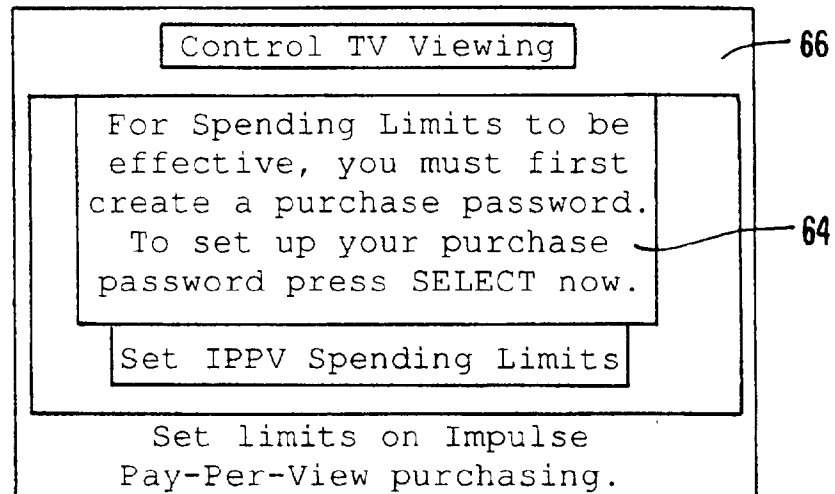 Control TV Viewing
66
For Spending Limits to be
effective, you must first
create a purchase password.
To set up your purchase
password press SELECT now.
64
Set IPPV Spending Limits
Set limits on Impulse
Pay-Per-View purchasing.